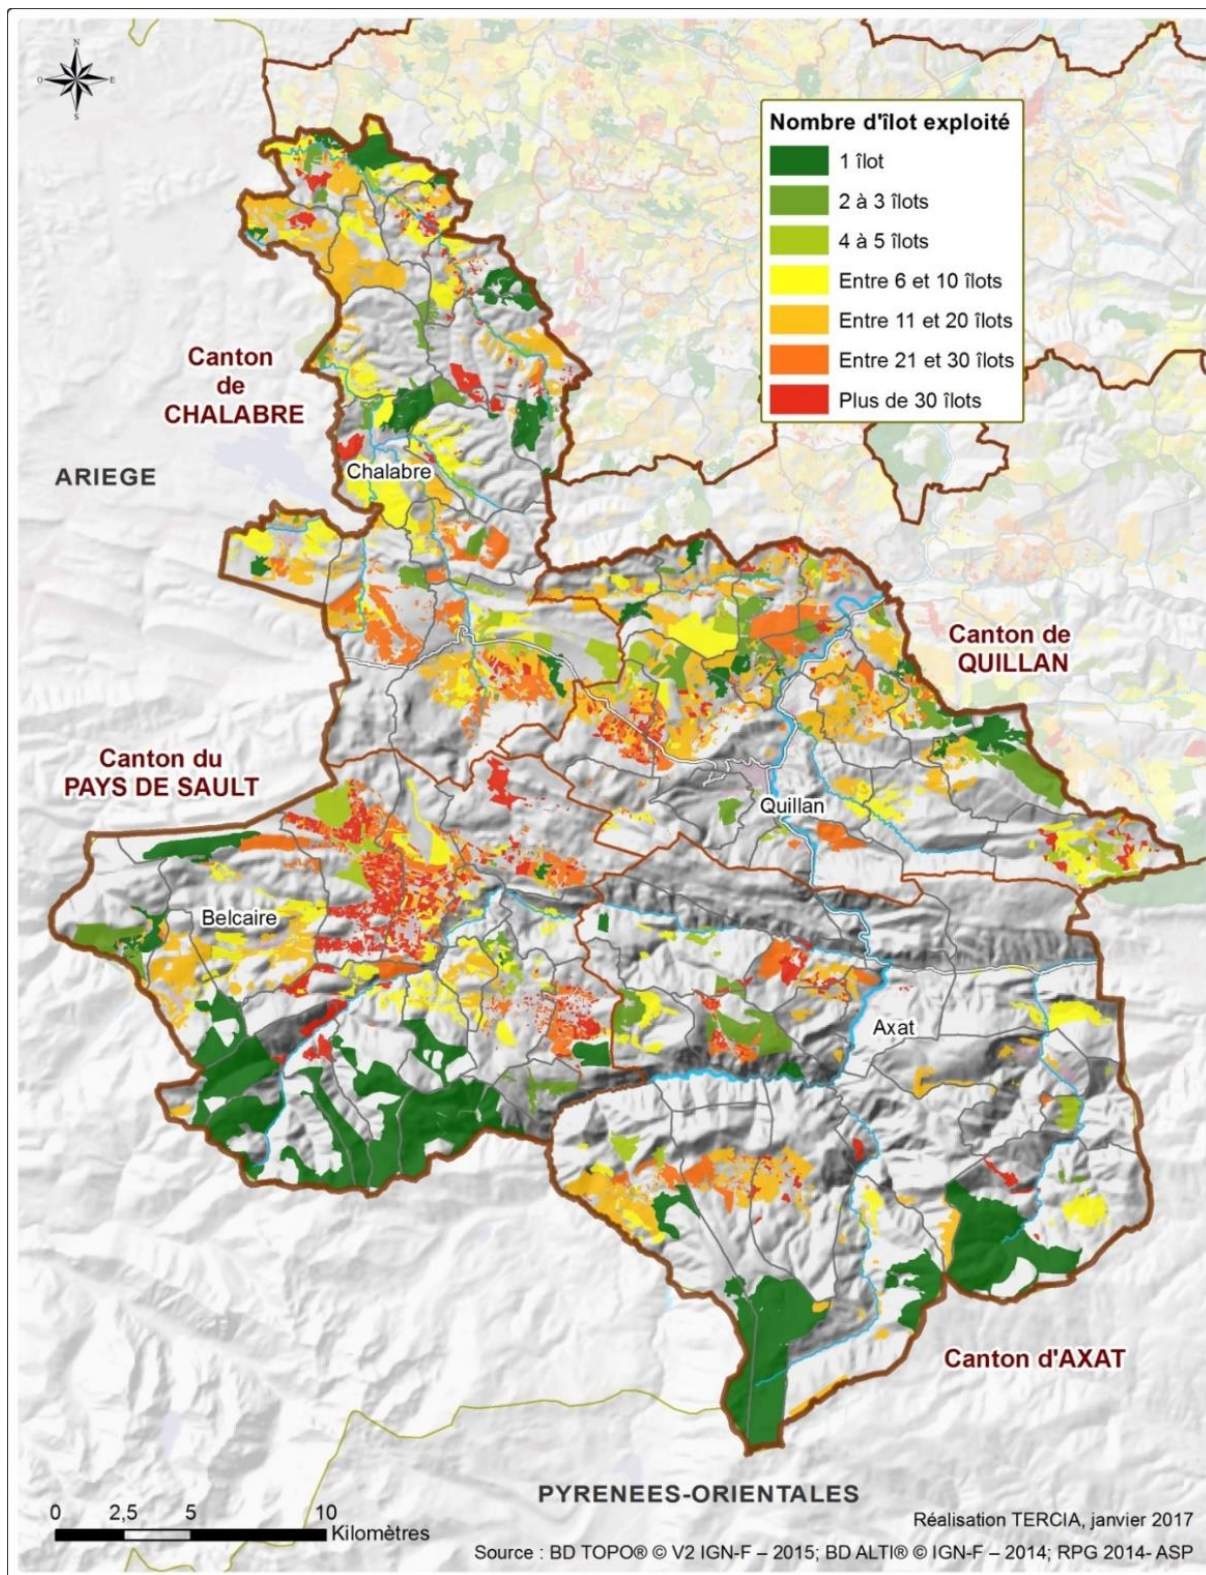 N
O
E
S
Nombre d'îlot exploité
1 îlot
2 à 3 îlots
4 à 5 îlots
Entre 6 et 10 îlots
Entre 11 et 20 îlots
Entre 21 et 30 îlots
Plus de 30 îlots
Canton
de
CHALABRE
ARIEGE
Chalabre
Canton de
QUILLAN
Canton du
PAYS DE SAULT
Quillan
Belcaire
Axat
Canton d'AXAT
PYRENEES-ORIENTALES
0 2,5 5 10
Kilomètres
Réalisation TERCIA, janvier 2017
Source : BD TOPO® © V2 IGN-F – 2015; BD ALTI® © IGN-F – 2014; RPG 2014- ASP